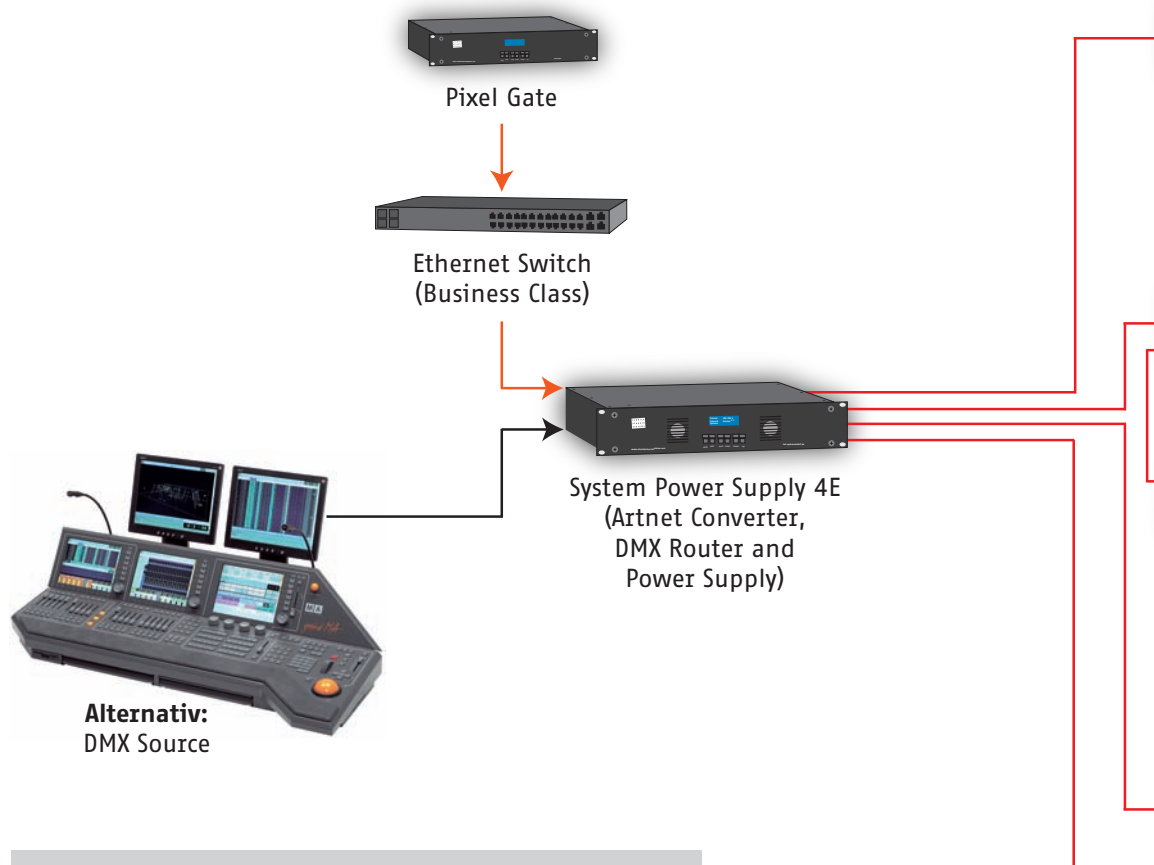 Pixel Gate
Ethernet Switch
(Business Class)
System Power Supply 4E
(Artnet Converter,
DMX Router and
Power Supply)
Alternativ:
DMX Source